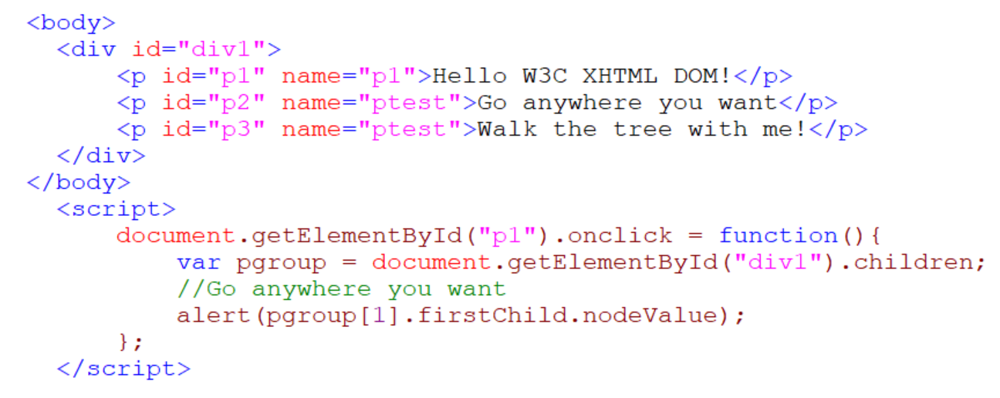 <body>
<div id="div1">
<p id="p1" name="p1">Hello W3C XHTML DOM!</p>
<p id="p2" name="ptest">Go anywhere you want</p>
<p id="p3" name="ptest">Walk the tree with me!</p>
</div>
</body>
<script>
document.getElementById("p1").onclick = function(){
var pgroup = document.getElementById("div1").children;
//Go anywhere you want
alert(pgroup[1].firstChild.nodeValue);
};
</script>